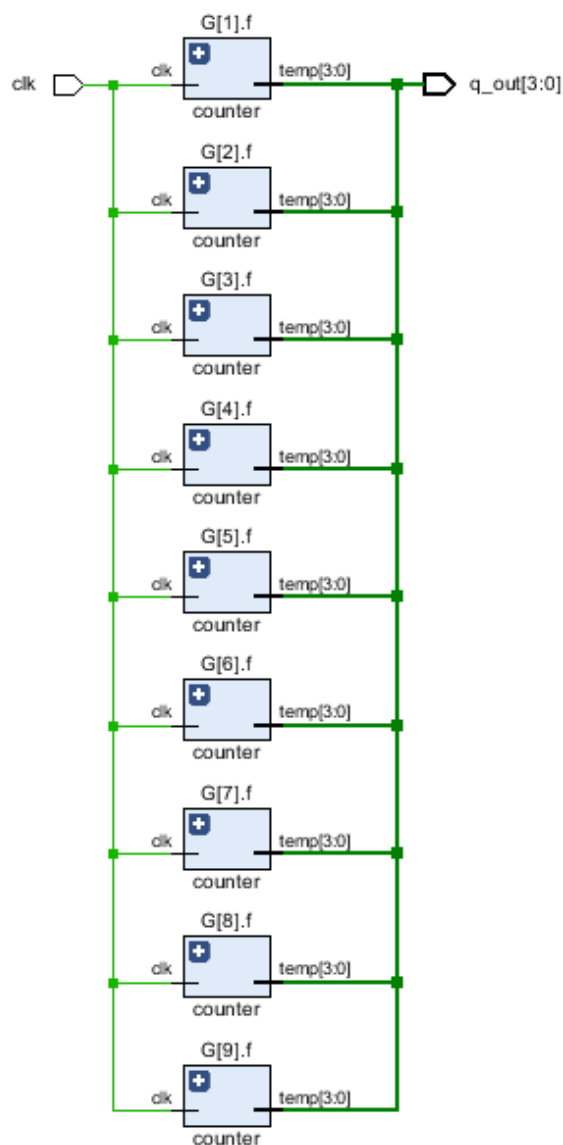 G[1].f
clk clk temp[3:0] q_out[3:0]
counter
G[2].f
clk temp[3:0]
counter
G[3].f
clk temp[3:0]
counter
G[4].f
clk temp[3:0]
counter
G[5].f
clk temp[3:0]
counter
G[6].f
clk temp[3:0]
counter
G[7].f
clk temp[3:0]
counter
G[8].f
clk temp[3:0]
counter
G[9].f
clk temp[3:0]
counter